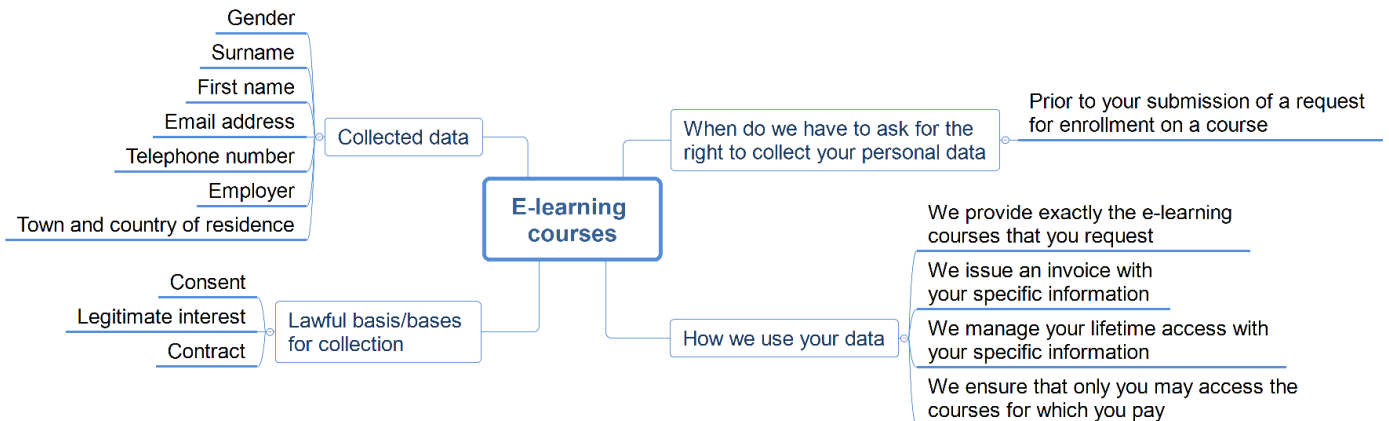 Gender
Surname
First name
Email address
Telephone number
Employer
Town and country of residence
Collected data
Consent
Legitimate interest
Contract
Lawful basis/bases
for collection
E-learning
courses
When do we have to ask for the
right to collect your personal data
Prior to your submission of a request
for enrollment on a course
How we use your data
We provide exactly the e-learning
courses that you request
We issue an invoice with
your specific information
We manage your lifetime access with
your specific information
We ensure that only you may access the
courses for which you pay